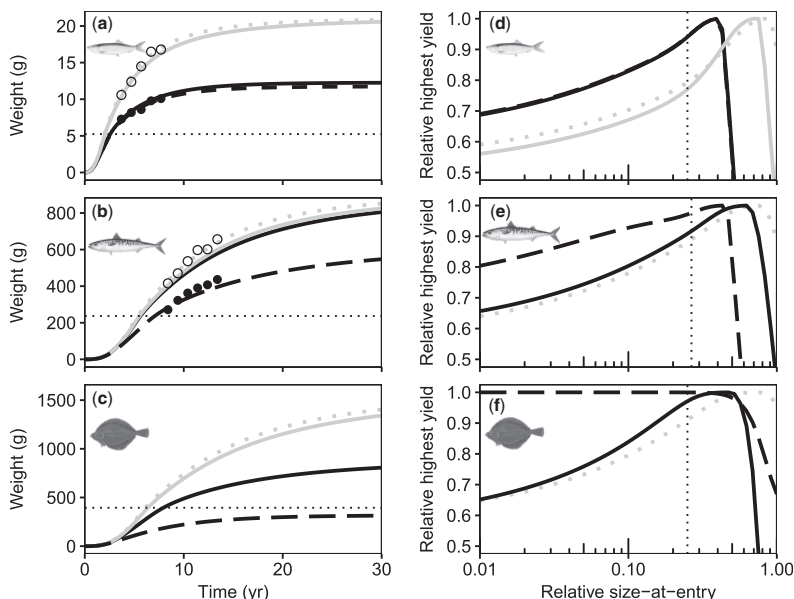 (a)
Weight (g)
20
15
10
5
0
(d)
Relative highest yield
1.0
0.9
0.8
0.7
0.6
0.5
(b)
Weight (g)
800
600
400
200
0
(e)
Relative highest yield
1.0
0.9
0.8
0.7
0.6
0.5
(c)
Weight (g)
1500
1000
500
0
0 10 20 30
Time (yr)
(f)
Relative highest yield
1.0
0.9
0.8
0.7
0.6
0.5
0.01 0.10 1.00
Relative size−at−entry